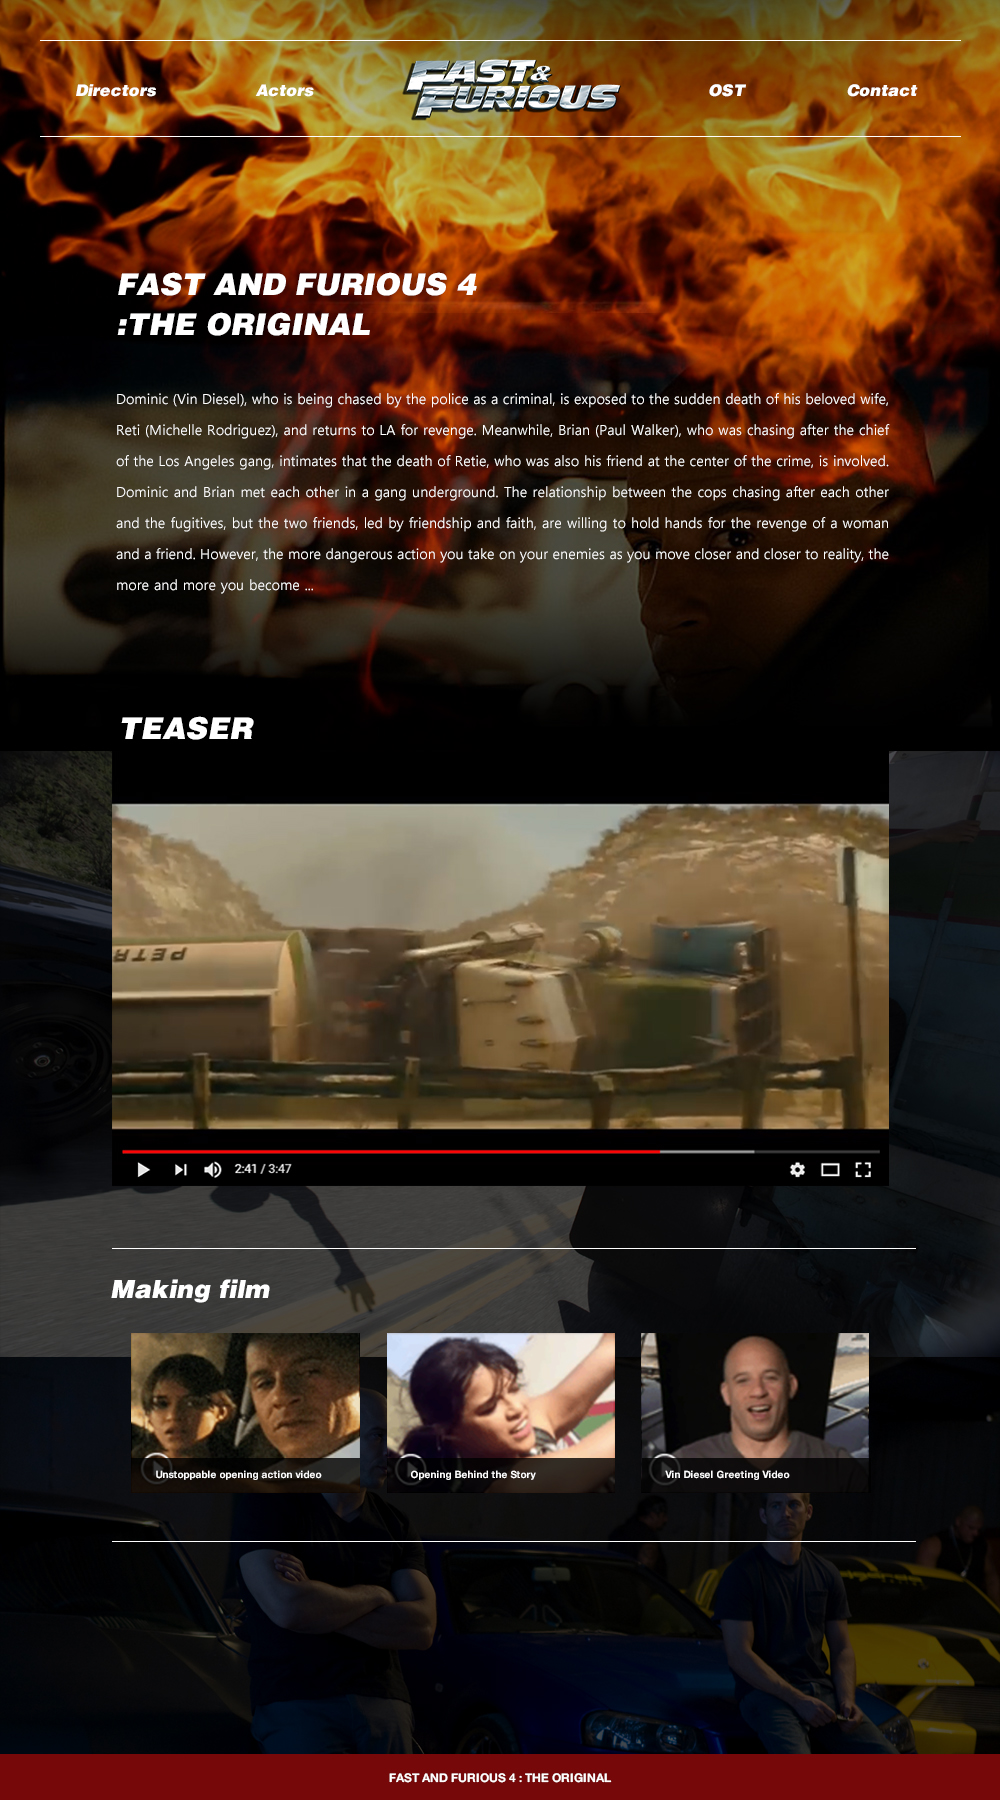 Directors
Actors
FAST &
FURIOUS
OST
Contact
FAST AND FURIOUS 4
:THE ORIGINAL
Dominic (Vin Diesel), who is being chased by the police as a criminal, is exposed to the sudden death of his beloved wife,
Reti (Michelle Rodriguez), and returns to LA for revenge. Meanwhile, Brian (Paul Walker), who was chasing after the chief
of the Los Angeles gang, intimates that the death of Retie, who was also his friend at the center of the crime, is involved.
Dominic and Brian met each other in a gang underground. The relationship between the cops chasing after each other
and the fugitives, but the two friends, led by friendship and faith, are willing to hold hands for the revenge of a woman
and a friend. However, the more dangerous action you take on your enemies as you move closer and closer to reality, the
more and more you become ...
TEASER
PETR
2:41 / 3:47
Making film
Unstoppable opening action video
Opening Behind the Story
Vin Diesel Greeting Video
FAST AND FURIOUS 4 : THE ORIGINAL